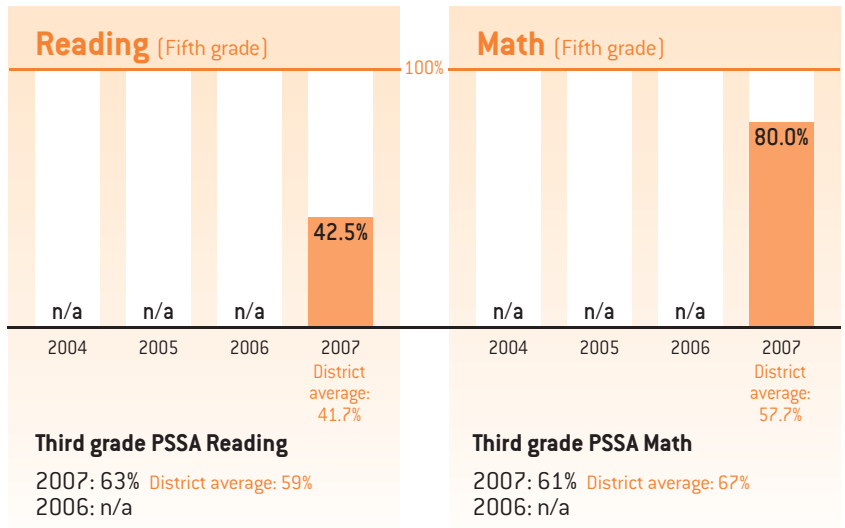 Reading (Fifth grade)
100%
42.5%
n/a n/a n/a
2004 2005 2006 2007
District
average:
41.7%
Third grade PSSA Reading
2007: 63% District average: 59%
2006: n/a
Math (Fifth grade)
80.0%
n/a n/a n/a
2004 2005 2006 2007
District
average:
57.7%
Third grade PSSA Math
2007: 61% District average: 67%
2006: n/a